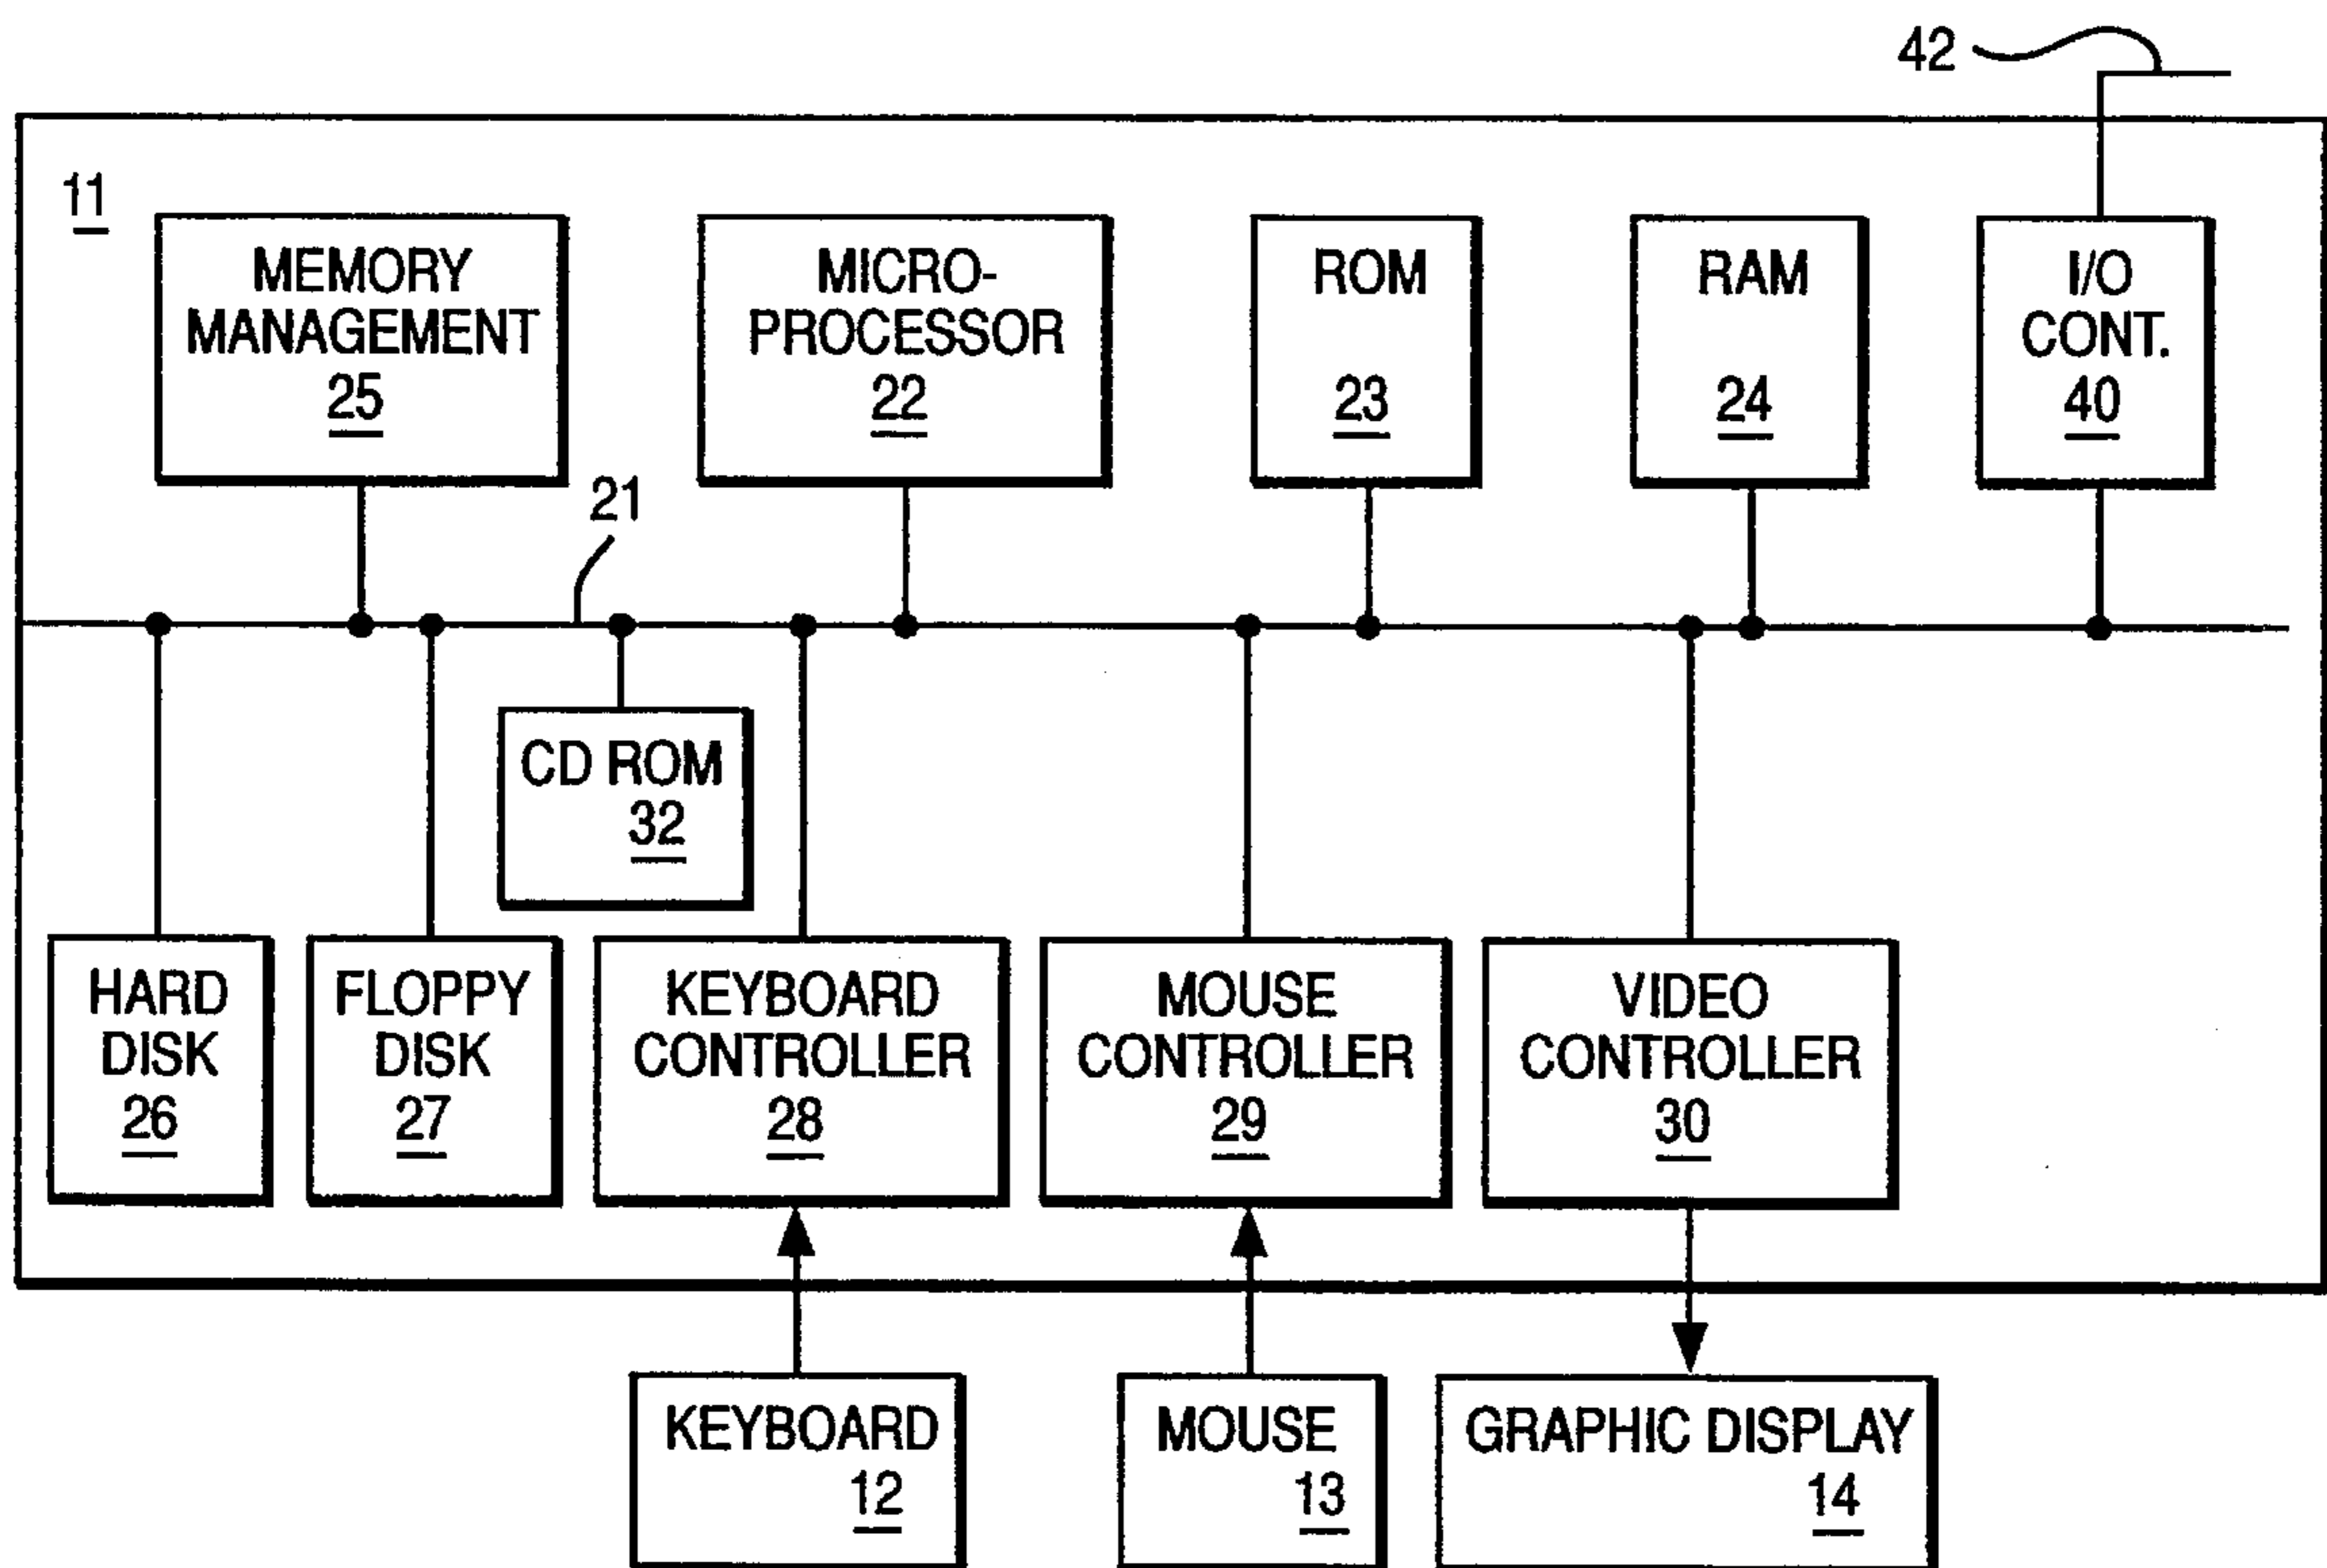 42
11
MEMORY
MANAGEMENT
25
MICRO-
PROCESSOR
22
ROM
23
RAM
24
I/O
CONT.
40
21
CD ROM
32
HARD
DISK
26
FLOPPY
DISK
27
KEYBOARD
CONTROLLER
28
MOUSE
CONTROLLER
29
VIDEO
CONTROLLER
30
KEYBOARD
12
MOUSE
13
GRAPHIC DISPLAY
14